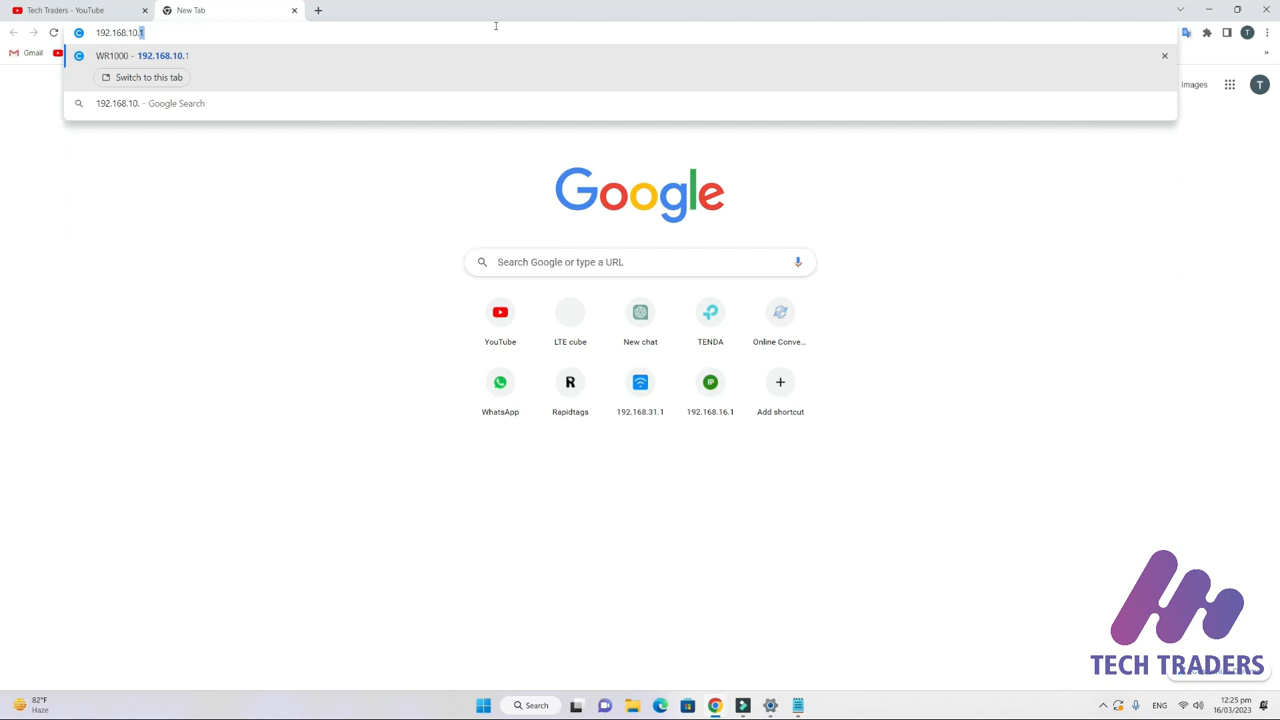 Tech Traders - YouTube
New Tab
192.168.10.1
Gmail
WR1000 - 192.168.10.1
Switch to this tab
192.168.10. - Google Search
Images
T
T
Google
Search Google or type a URL
YouTube
LTE cube
New chat
TENDA
Online Conve...
R
IP
WhatsApp
Rapidtags
192.168.31.1
192.168.16.1
Add shortcut
TECH TRADERS
82°F
Haze
Search
ENG
12:25 pm
16/03/2023